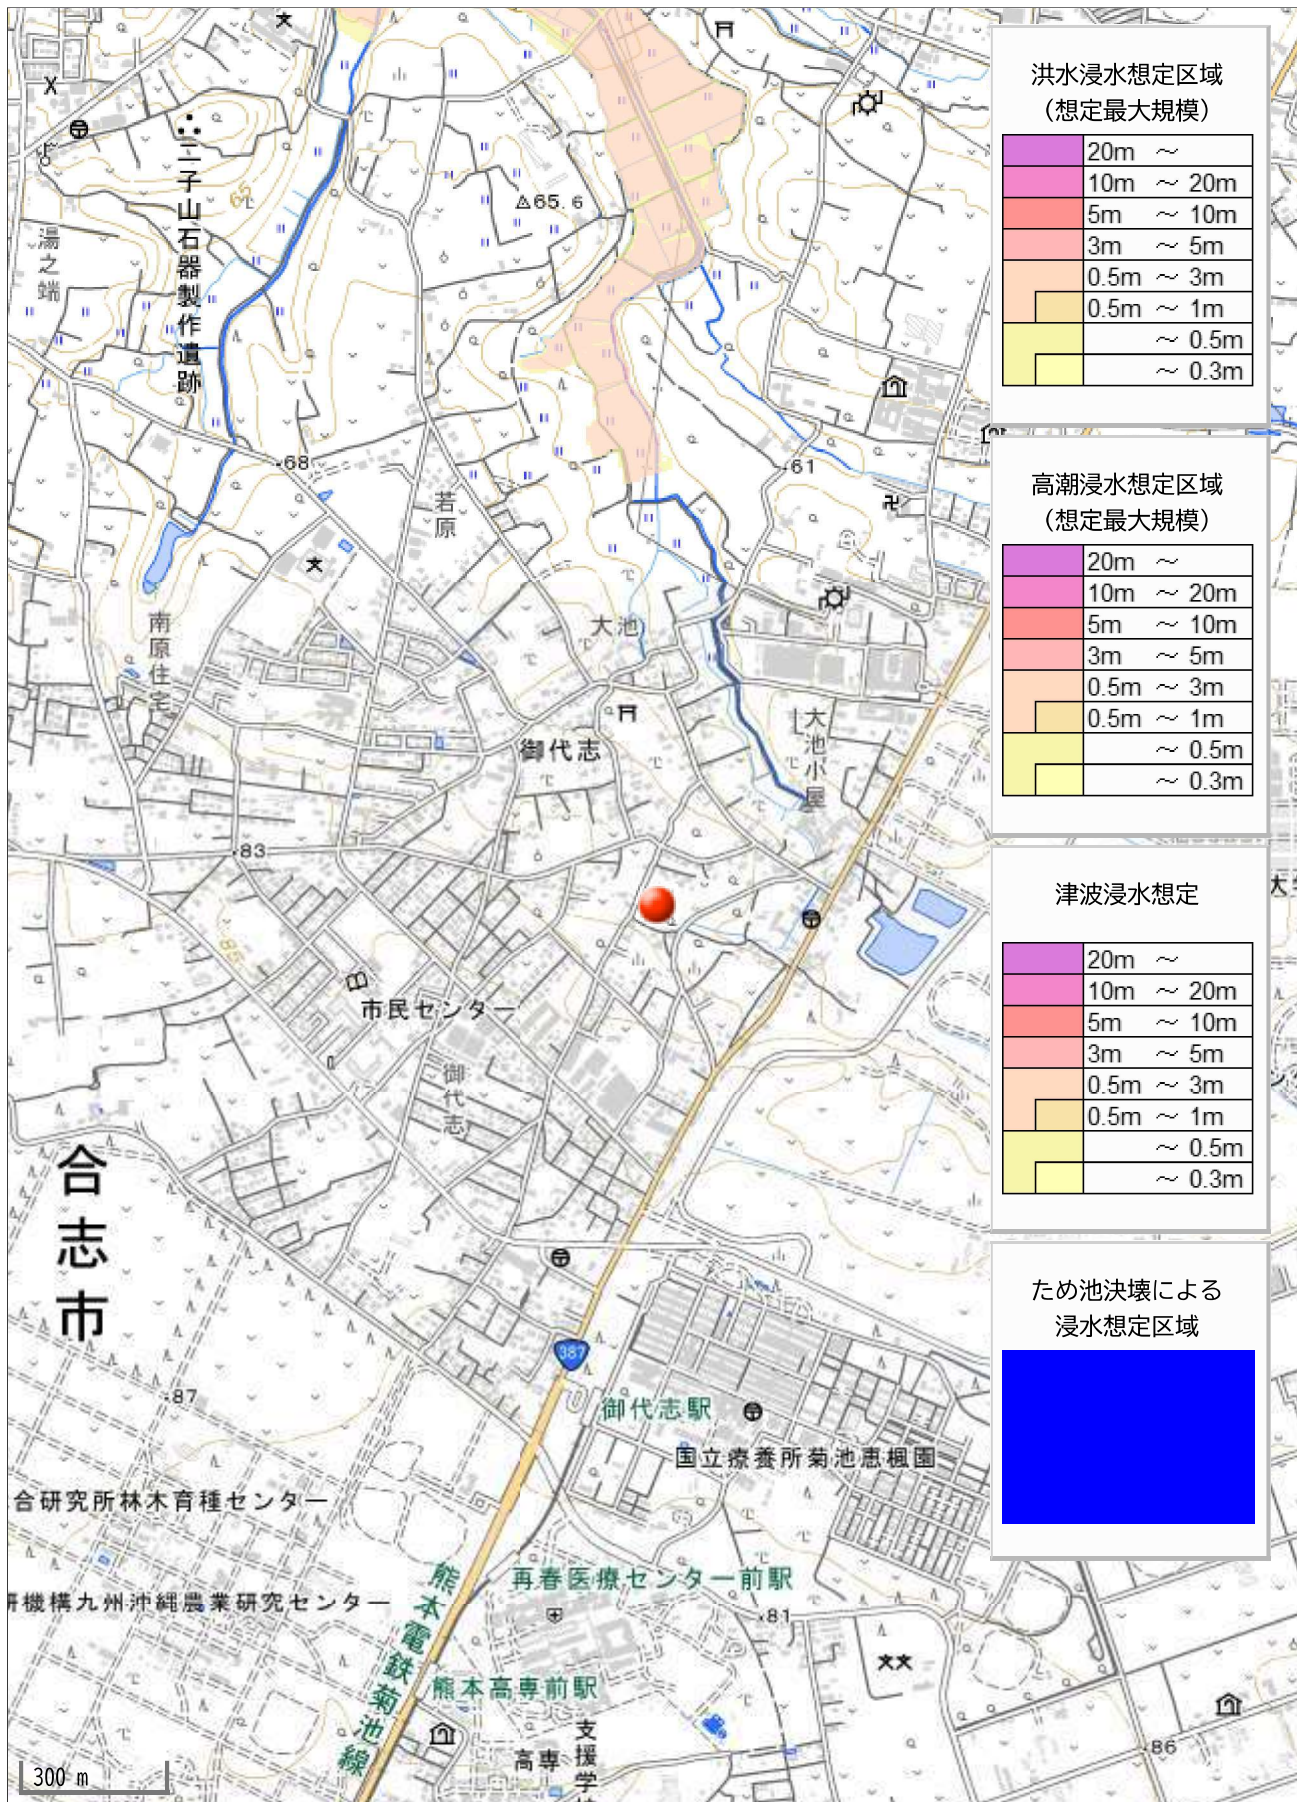 二子山石器製作遺跡
湯之端
65
65.6
68
61
若原
南原住宅
大池
大池小屋
御代志
83
85
市民センター
御代志
合志市
387
87
御代志駅
国立療養所菊池恵楓園
合研究所林木育種センター
研機構九州沖縄農業研究センター
熊本電鉄菊池線
再春医療センター前駅
81
熊本高専前駅
高専
支援学
86
300 m
洪水浸水想定区域
(想定最大規模)
20m ~
10m ~ 20m
5m ~ 10m
3m ~ 5m
0.5m ~ 3m
0.5m ~ 1m
~ 0.5m
~ 0.3m
高潮浸水想定区域
(想定最大規模)
20m ~
10m ~ 20m
5m ~ 10m
3m ~ 5m
0.5m ~ 3m
0.5m ~ 1m
~ 0.5m
~ 0.3m
津波浸水想定
20m ~
10m ~ 20m
5m ~ 10m
3m ~ 5m
0.5m ~ 3m
0.5m ~ 1m
~ 0.5m
~ 0.3m
ため池決壊による
浸水想定区域